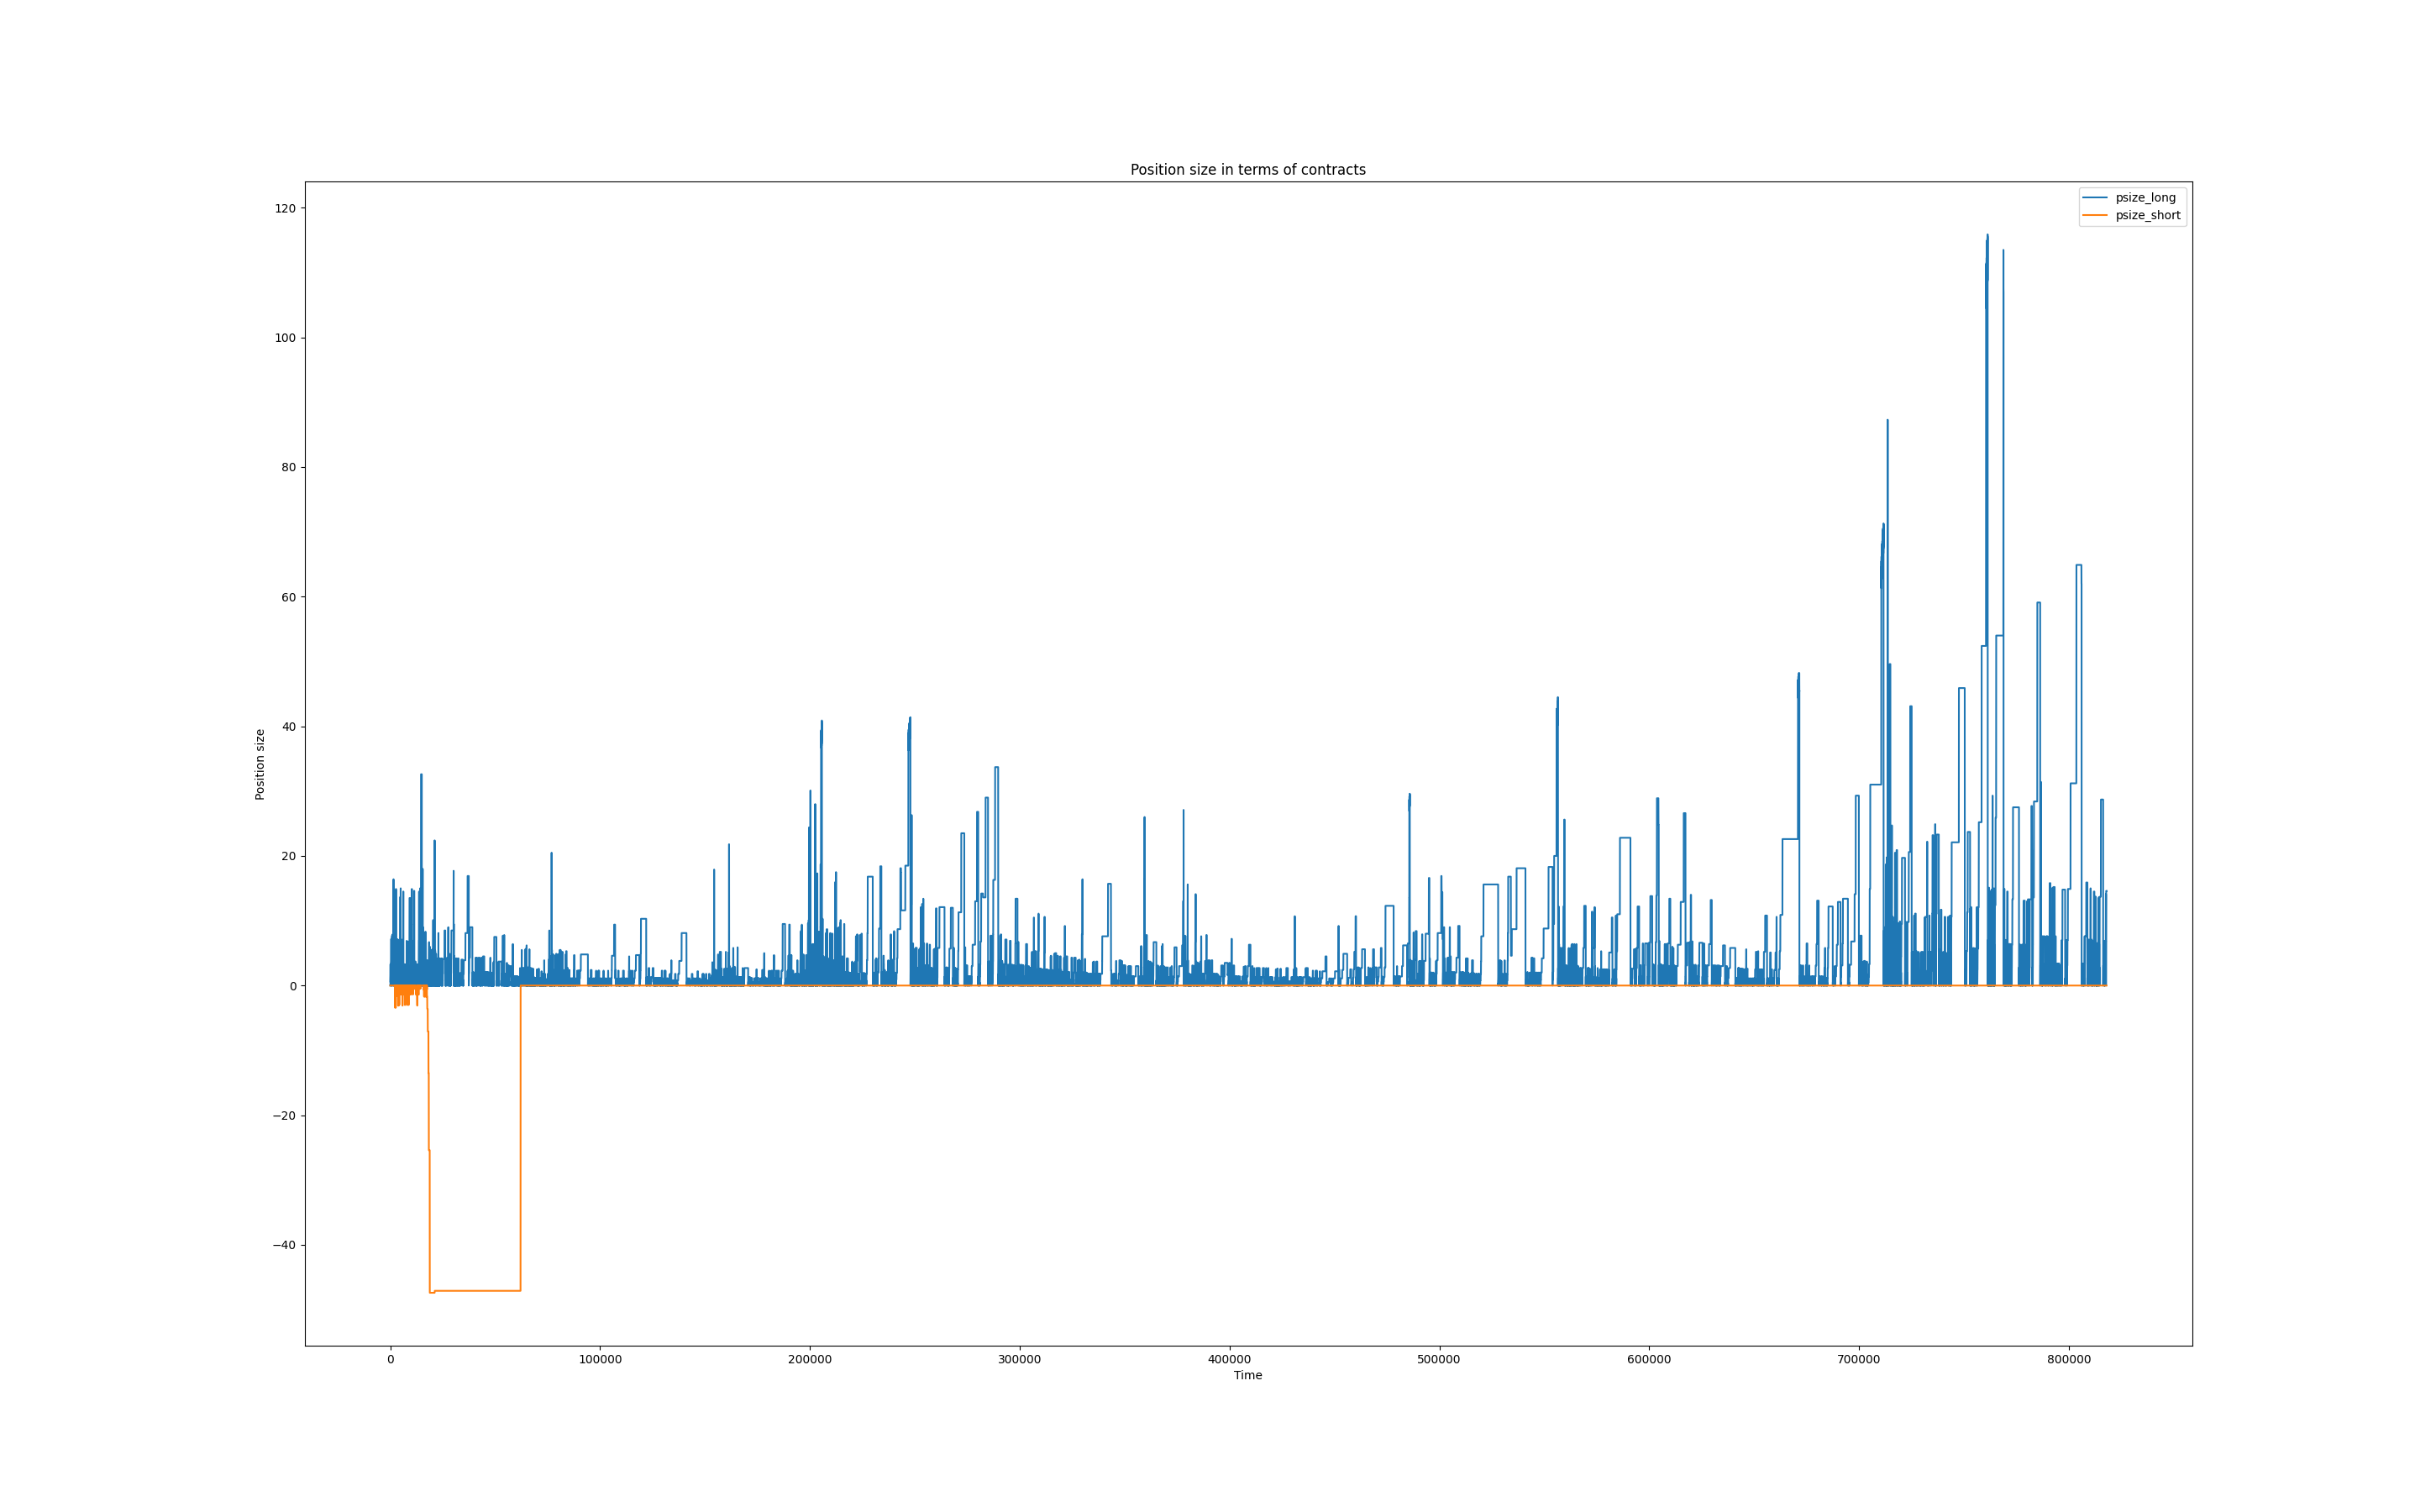 Position size in terms of contracts
psize_long
psize_short
120
100
80
60
40
20
0
−20
−40
Position size
0 100000 200000 300000 400000 500000 600000 700000 800000
Time